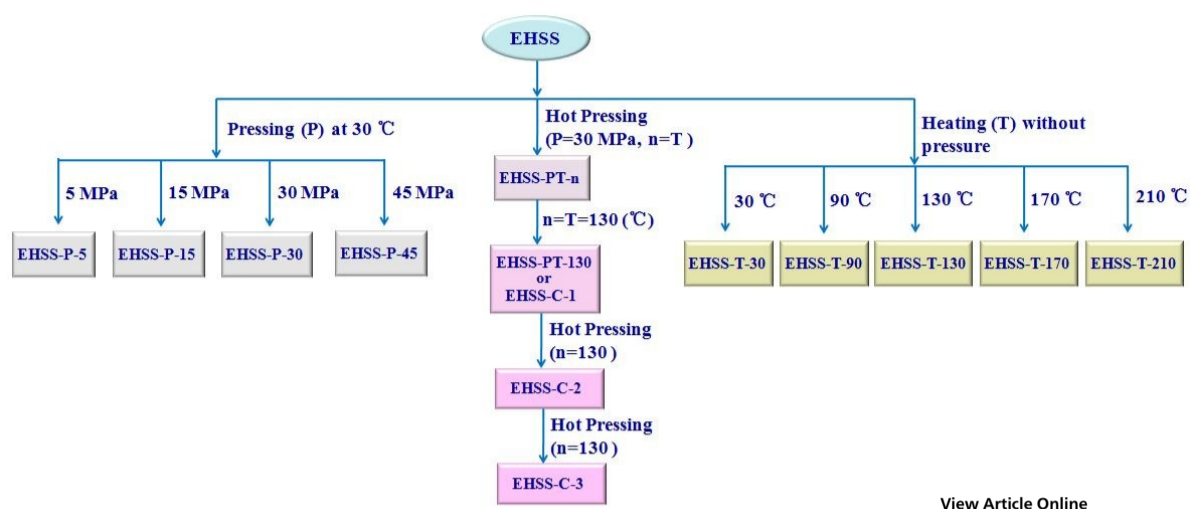 EHSS
Pressing (P) at 30 ℃
Hot Pressing
(P=30 MPa, n=T )
Heating (T) without
pressure
5 MPa
15 MPa
30 MPa
45 MPa
EHSS-PT-n
30 ℃
90 ℃
130 ℃
170 ℃
210 ℃
n=T=130 (℃)
EHSS-P-5
EHSS-P-15
EHSS-P-30
EHSS-P-45
EHSS-PT-130
or
EHSS-C-1
EHSS-T-30
EHSS-T-90
EHSS-T-130
EHSS-T-170
EHSS-T-210
Hot Pressing
(n=130 )
EHSS-C-2
Hot Pressing
(n=130 )
EHSS-C-3
View Article Online